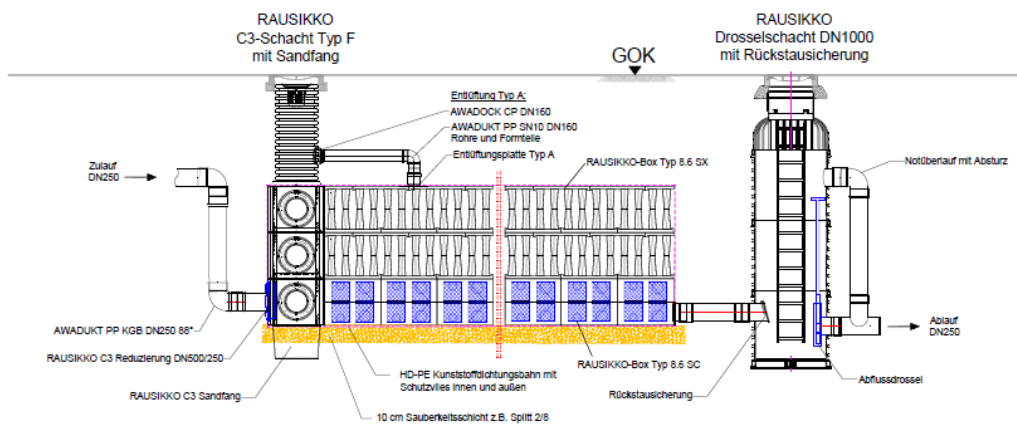 RAUSIKKO
C3-Schacht Typ F
mit Sandfang
GOK
RAUSIKKO
Drosselschacht DN1000
mit Rückstausicherung
Entlüftung Typ A:
AWADOCK CP DN160
AWADUKT PP SN10 DN160
Rohre und Formteile
Entlüftungsplatte Typ A
RAUSIKKO-Box Typ 8.6 SX
Zulauf
DN250
Notüberlauf mit Absturz
AWADUKT PP KGB DN250 88°
RAUSIKKO C3 Reduzierung DN500/250
RAUSIKKO C3 Sandfang
HD-PE Kunststoffdichtungsbahn mit
Schutzvlies innen und außen
10 cm Sauberkeitsschicht z.B. Splitt 2/8
RAUSIKKO-Box Typ 8.6 SC
Rückstausicherung
Ablauf
DN250
Abflussdrossel